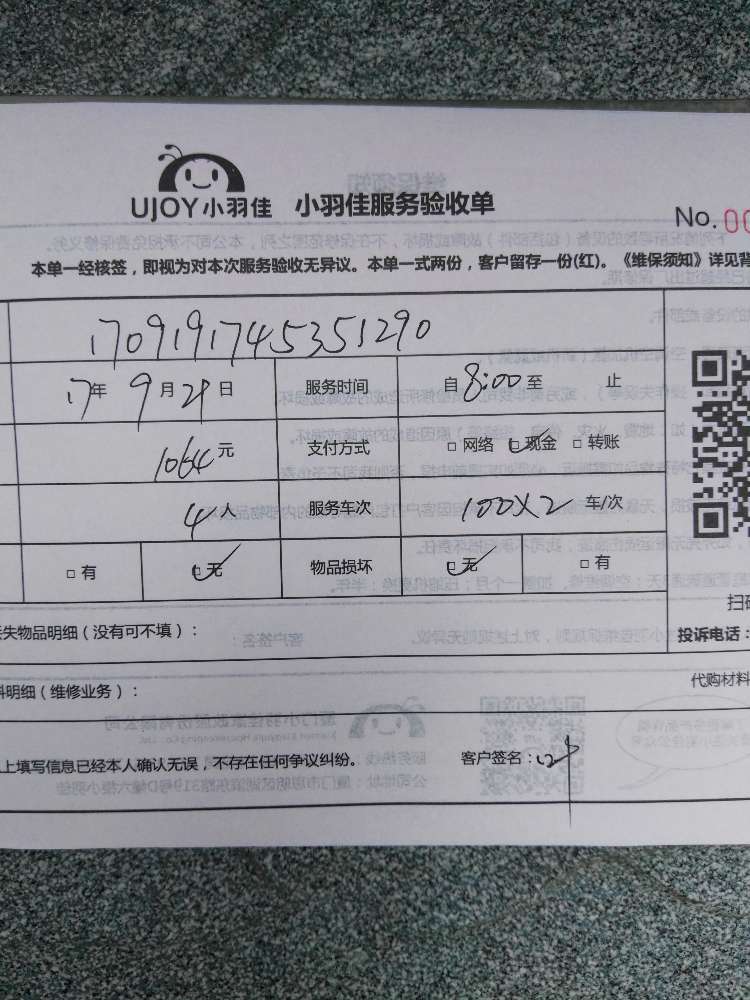 UJOY小羽佳 小羽佳服务验收单
No.00
本单一经核签，即视为对本次服务验收无异议。本单一式两份，客户留存一份(红)。《维保须知》详见背
1709191745351290
17年9月21日 服务时间 自8:00至 止
1064元 支付方式 □ 网络 □ 现金 □ 转账
4人 服务车次 100X2 车/次
□ 有 □ 无 物品损坏 □ 无 □ 有
扫码
失物品明细（没有可不填）：
投诉电话：
料明细（维修业务）：
代购材料
上填写信息已经本人确认无误，不存在任何争议纠纷。 客户签名：